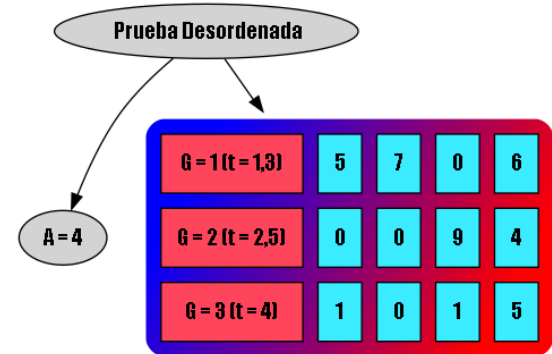 Prueba Desordenada
G = 1 (t = 1,3) 5 7 0 6
A = 4
G = 2 (t = 2,5) 0 0 9 4
G = 3 (t = 4) 1 0 1 5